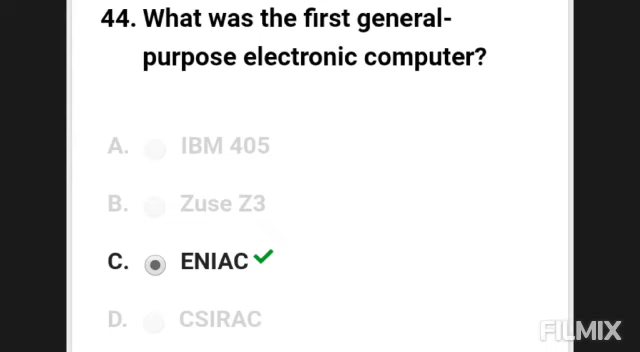 44. What was the first general-
purpose electronic computer?
A. IBM 405
B. Zuse Z3
C. ENIAC
D. CSIRAC
FILMIX